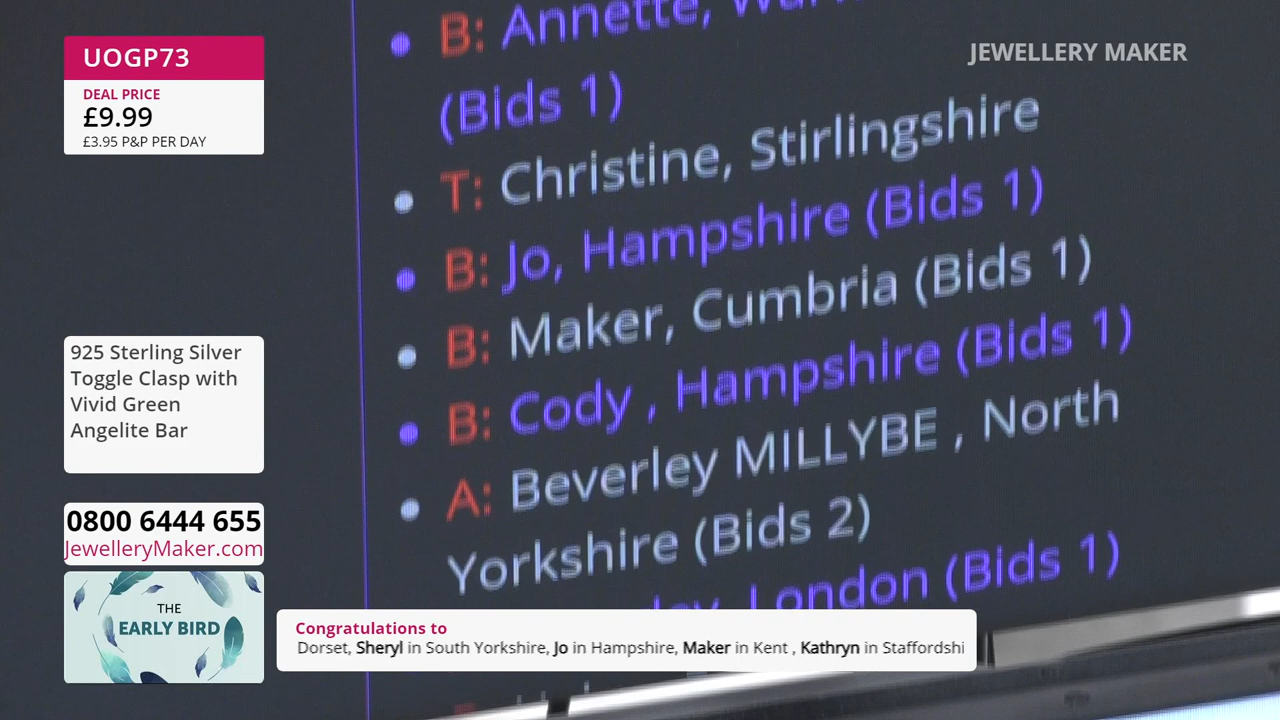 UOGP73
DEAL PRICE
£9.99
£3.95 P&P PER DAY
JEWELLERY MAKER
B: Annette,
(Bids 1)
T: Christine, Stirlingshire
B: Jo, Hampshire (Bids 1)
B: Maker, Cumbria (Bids 1)
B: Cody , Hampshire (Bids 1)
A: Beverley MILLYBE , North
Yorkshire (Bids 2)
London (Bids 1)
925 Sterling Silver
Toggle Clasp with
Vivid Green
Angelite Bar
0800 6444 655
JewelleryMaker.com
THE
EARLY BIRD
Congratulations to
Dorset, Sheryl in South Yorkshire, Jo in Hampshire, Maker in Kent , Kathryn in Staffordshi